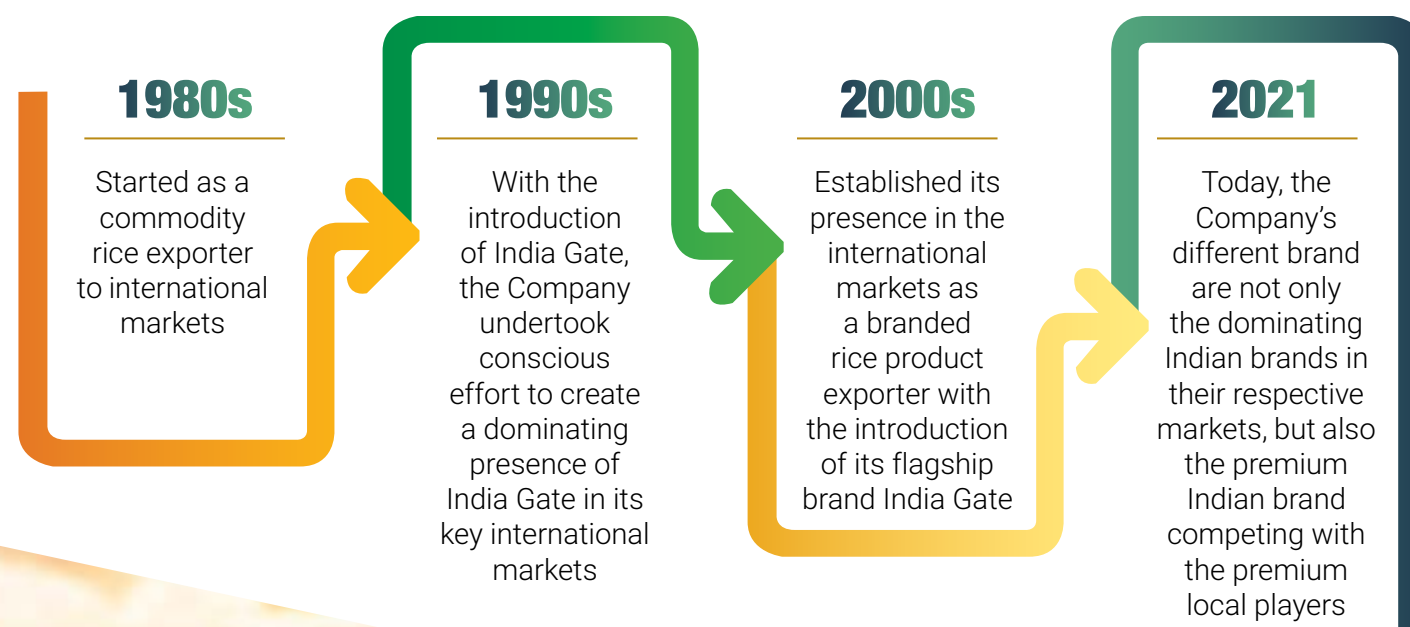 1980s
Started as a
commodity
rice exporter
to international
markets
1990s
With the
introduction
of India Gate,
the Company
undertook
conscious
effort to create
a dominating
presence of
India Gate in its
key international
markets
2000s
Established its
presence in the
international
markets as
a branded
rice product
exporter with
the introduction
of its flagship
brand India Gate
2021
Today, the
Company’s
different brand
are not only
the dominating
Indian brands in
their respective
markets, but also
the premium
Indian brand
competing with
the premium
local players